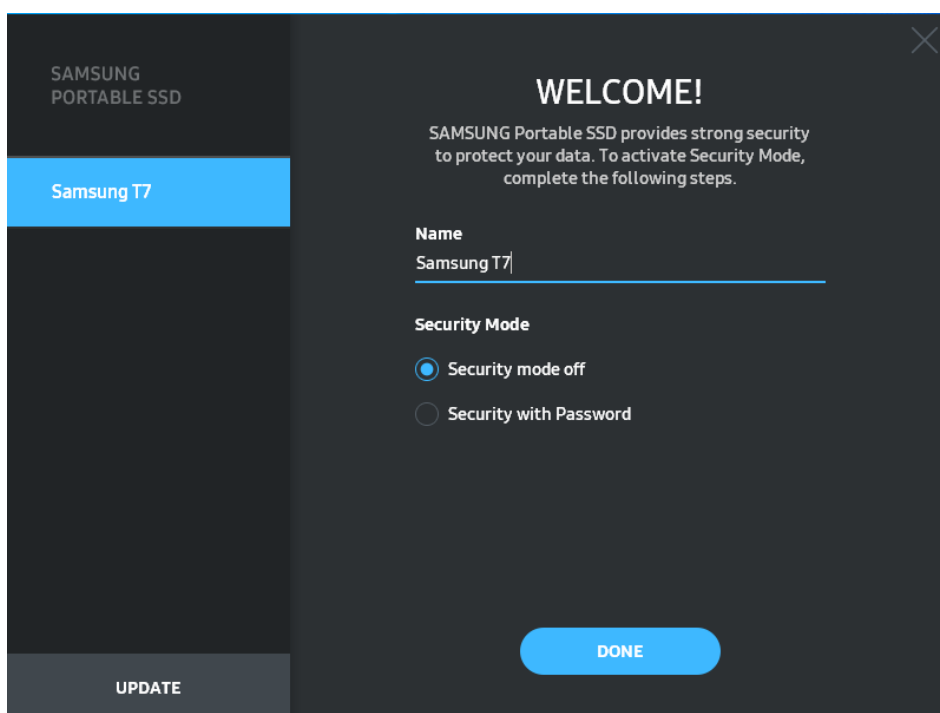 SAMSUNG
PORTABLE SSD
Samsung T7
UPDATE
WELCOME!
SAMSUNG Portable SSD provides strong security
to protect your data. To activate Security Mode,
complete the following steps.
Name
Samsung T7
Security Mode
Security mode off
Security with Password
DONE